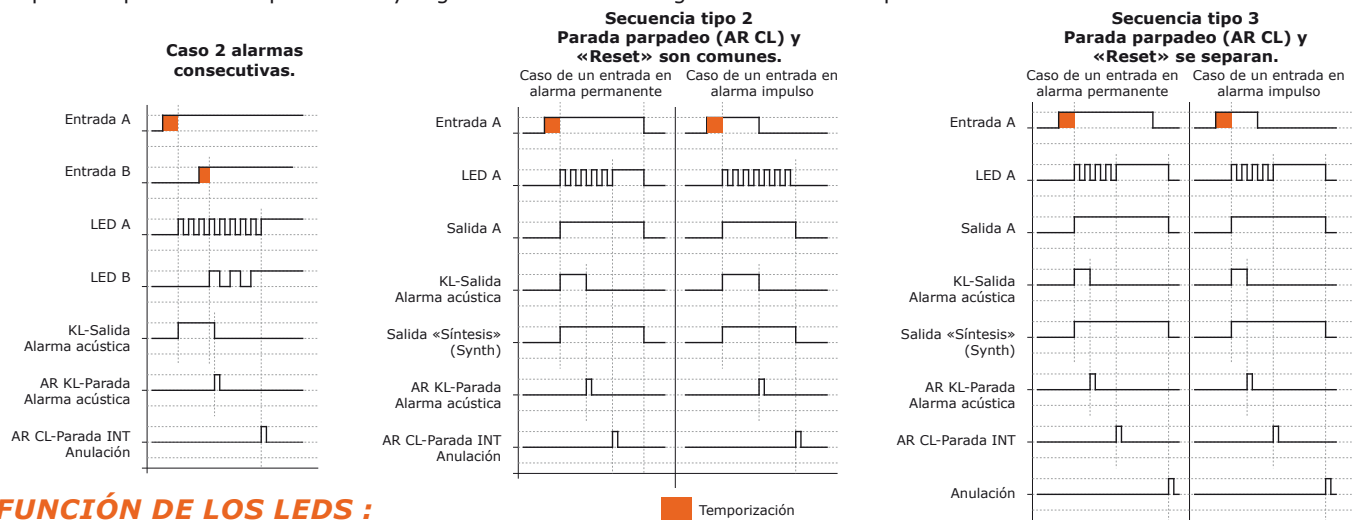 Caso 2 alarmas
consecutivas.
Entrada A
Entrada B
LED A
LED B
KL-Salida
Alarma acústica
AR KL-Parada
Alarma acústica
AR CL-Parada INT
Anulación
Secuencia tipo 2
Parada parpadeo (AR CL) y
«Reset» son comunes.
Caso de un entrada en
alarma permanente
Caso de un entrada en
alarma impulso
Entrada A
LED A
Salida A
KL-Salida
Alarma acústica
Salida «Síntesis»
(Synth)
AR KL-Parada
Alarma acústica
AR CL-Parada INT
Anulación
Secuencia tipo 3
Parada parpadeo (AR CL) y
«Reset» se separan.
Caso de un entrada en
alarma permanente
Caso de un entrada en
alarma impulso
Entrada A
LED A
Salida A
KL-Salida
Alarma acústica
Salida «Síntesis»
(Synth)
AR KL-Parada
Alarma acústica
AR CL-Parada INT
Anulación
FUNCIÓN DE LOS LEDS :
Temporización